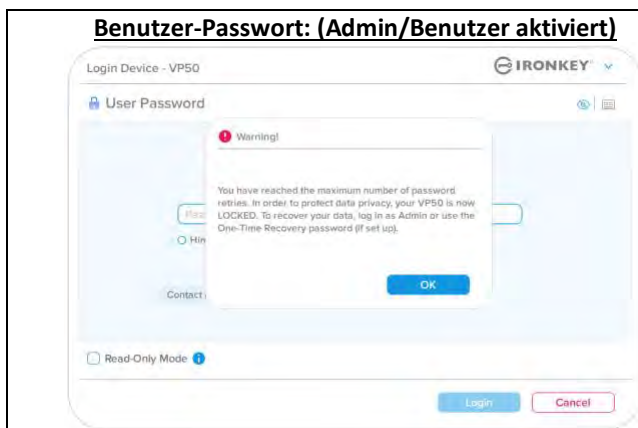 Benutzer-Passwort: (Admin/Benutzer aktiviert)
Login Device - VP50
IRONKEY
User Password
Warning!
You have reached the maximum number of password
retries. In order to protect data privacy, your VP50 is now
LOCKED. To recover your data, log in as Admin or use the
One-Time Recovery password (if set up).
OK
Contact
Read-Only Mode
Login
Cancel